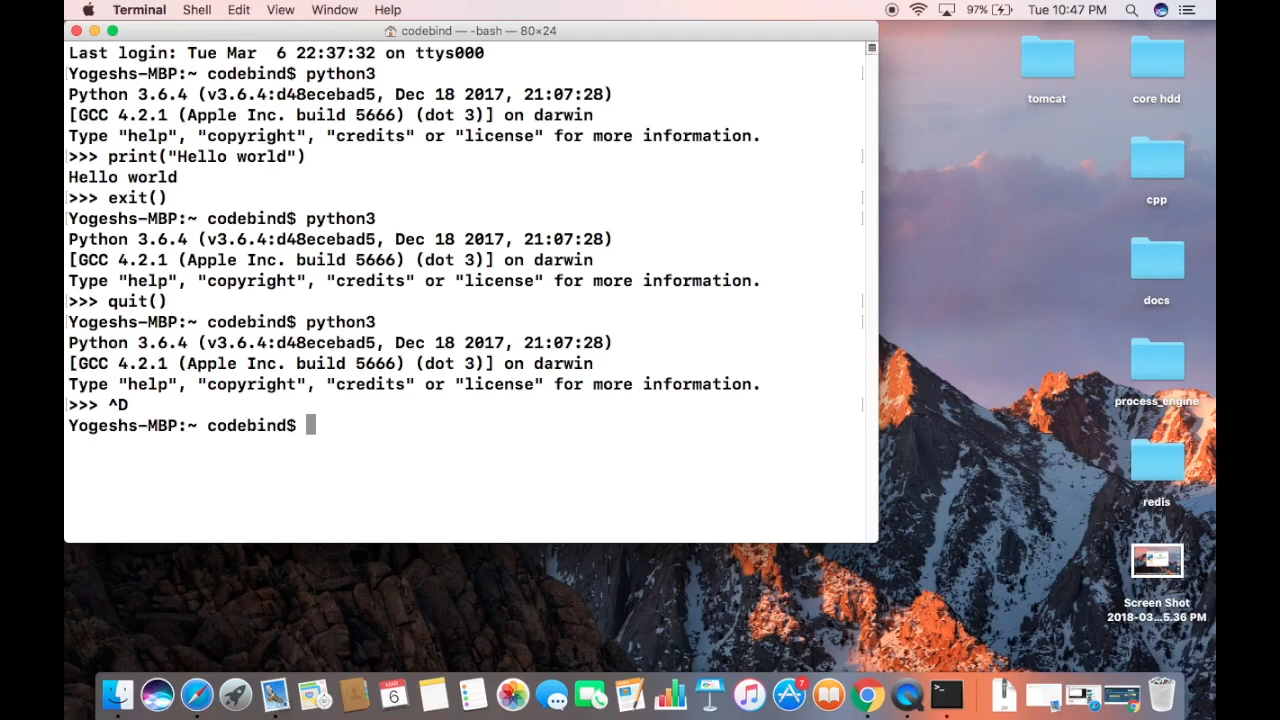 Terminal Shell Edit View Window Help 97% Tue 10:47 PM
codebind — -bash — 80×24
Last login: Tue Mar  6 22:37:32 on ttys000
Yogeshs-MBP:~ codebind$ python3
Python 3.6.4 (v3.6.4:d48ecebad5, Dec 18 2017, 21:07:28)
[GCC 4.2.1 (Apple Inc. build 5666) (dot 3)] on darwin
Type "help", "copyright", "credits" or "license" for more information.
>>> print("Hello world")
Hello world
>>> exit()
Yogeshs-MBP:~ codebind$ python3
Python 3.6.4 (v3.6.4:d48ecebad5, Dec 18 2017, 21:07:28)
[GCC 4.2.1 (Apple Inc. build 5666) (dot 3)] on darwin
Type "help", "copyright", "credits" or "license" for more information.
>>> quit()
Yogeshs-MBP:~ codebind$ python3
Python 3.6.4 (v3.6.4:d48ecebad5, Dec 18 2017, 21:07:28)
[GCC 4.2.1 (Apple Inc. build 5666) (dot 3)] on darwin
Type "help", "copyright", "credits" or "license" for more information.
>>> ^D
Yogeshs-MBP:~ codebind$
tomcat
core hdd
cpp
docs
process_engine
redis
Screen Shot
2018-03...5.36 PM
MAR
6
7
>_